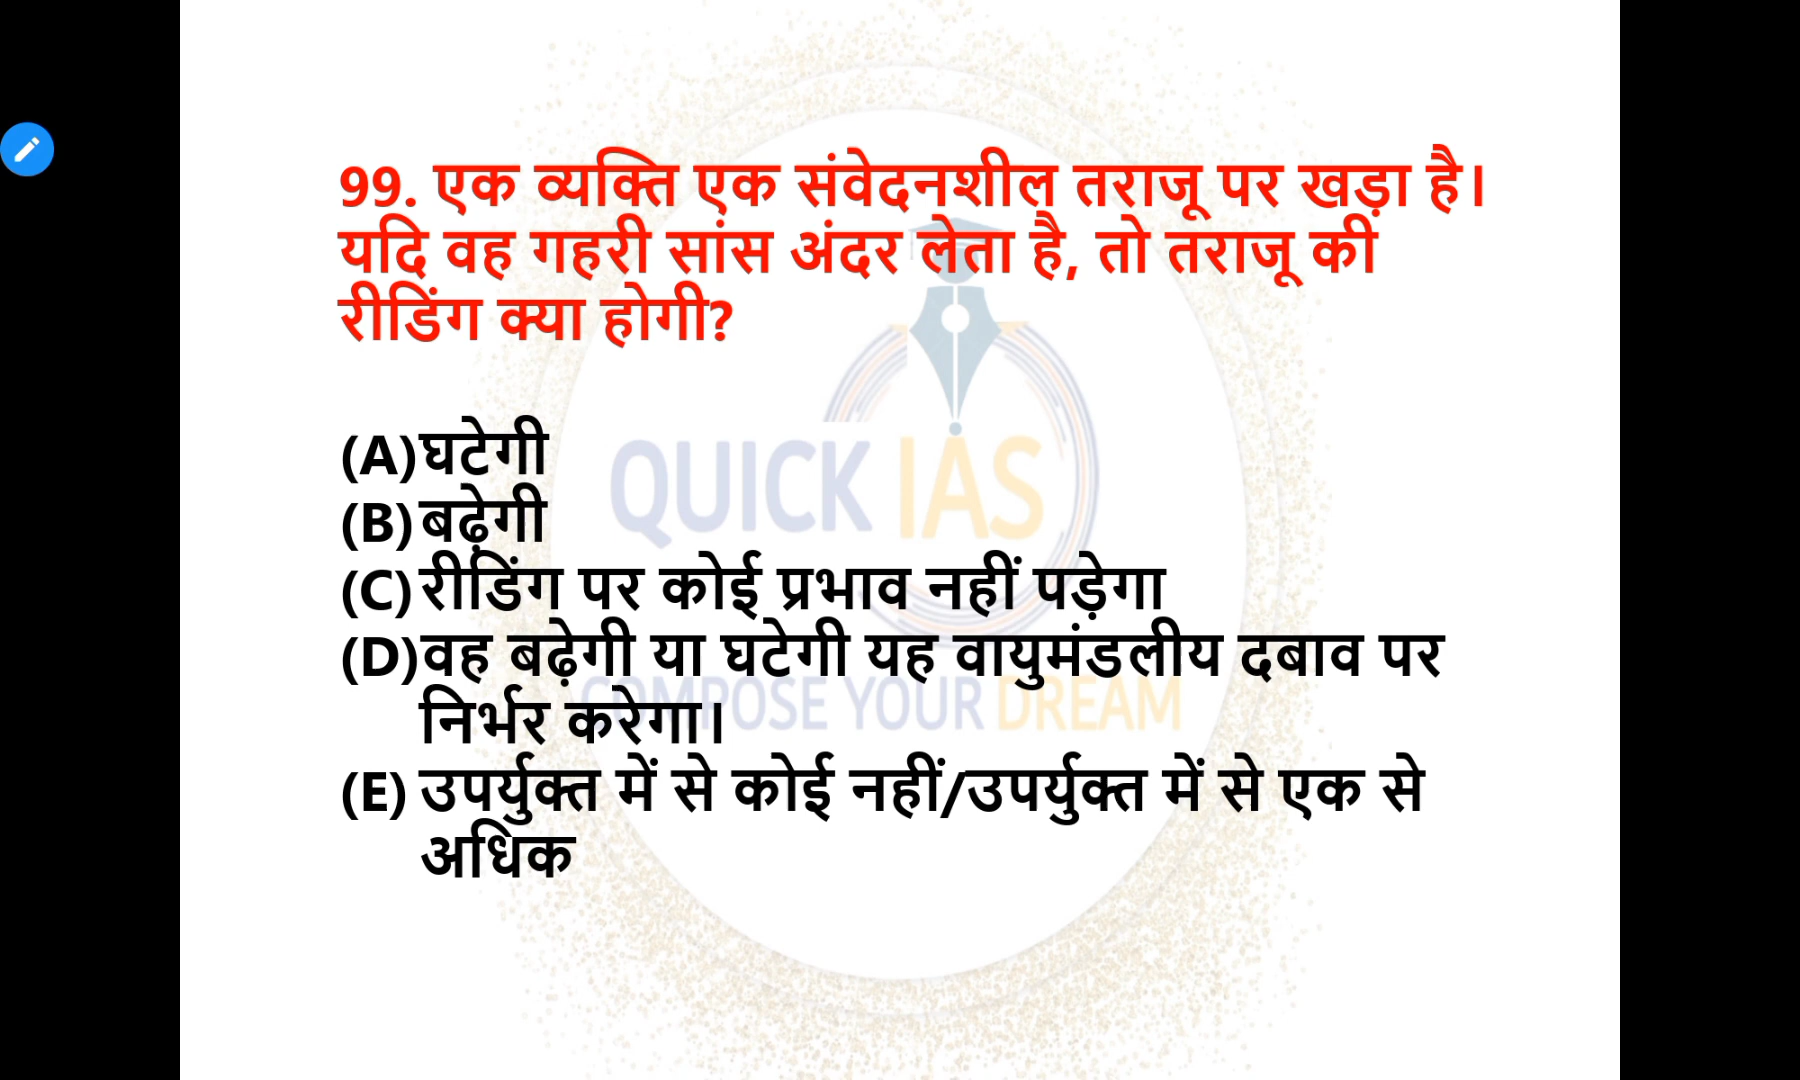 99. एक व्यक्ति एक संवेदनशील तराजू पर खड़ा है।
यदि वह गहरी सांस अंदर लेता है, तो तराजू की
रीडिंग क्या होगी?
(A)घटेगी
(B)बढ़ेगी
(C)रीडिंग पर कोई प्रभाव नहीं पड़ेगा
(D)वह बढ़ेगी या घटेगी यह वायुमंडलीय दबाव पर
निर्भर करेगा।
(E) उपर्युक्त में से कोई नहीं/उपर्युक्त में से एक से
अधिक
QUICK IAS
COMPOSE YOUR DREAM